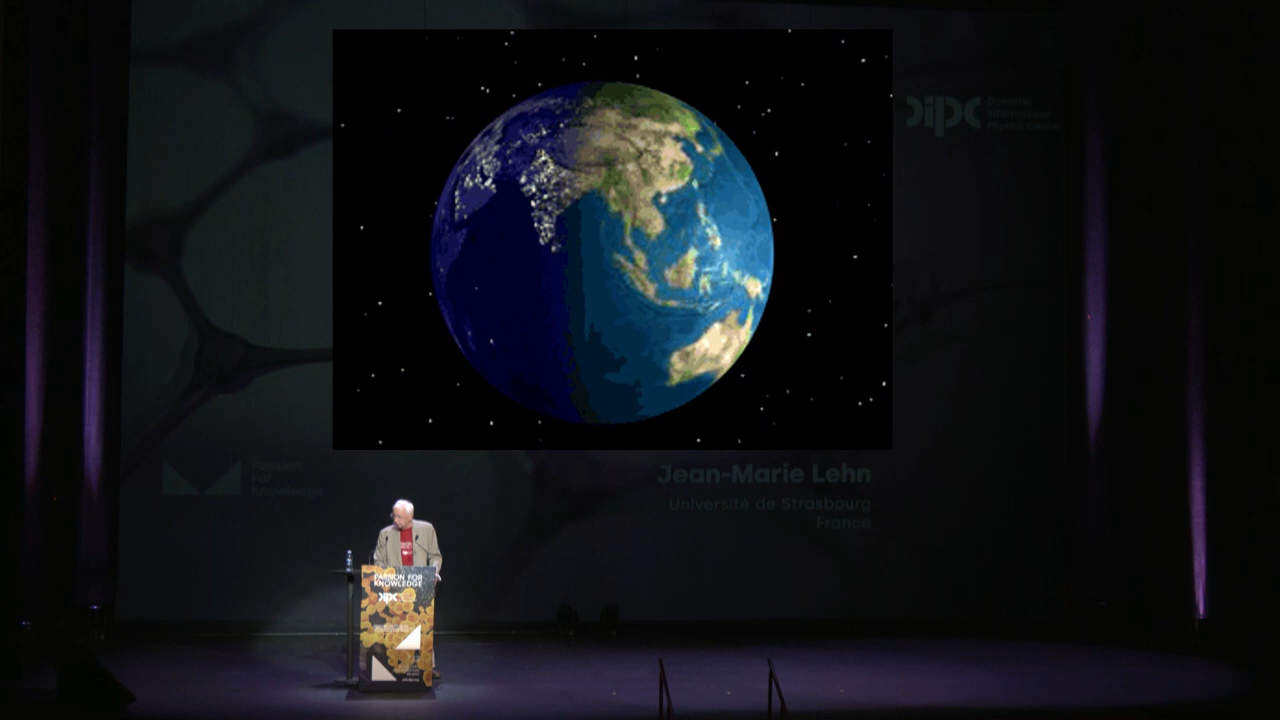 dipc
Donostia
International
Physics Center
Jean-Marie Lehn
Université de Strasbourg
France
Passion
For
Knowledge
PASSION FOR
KNOWLEDGE
dipc